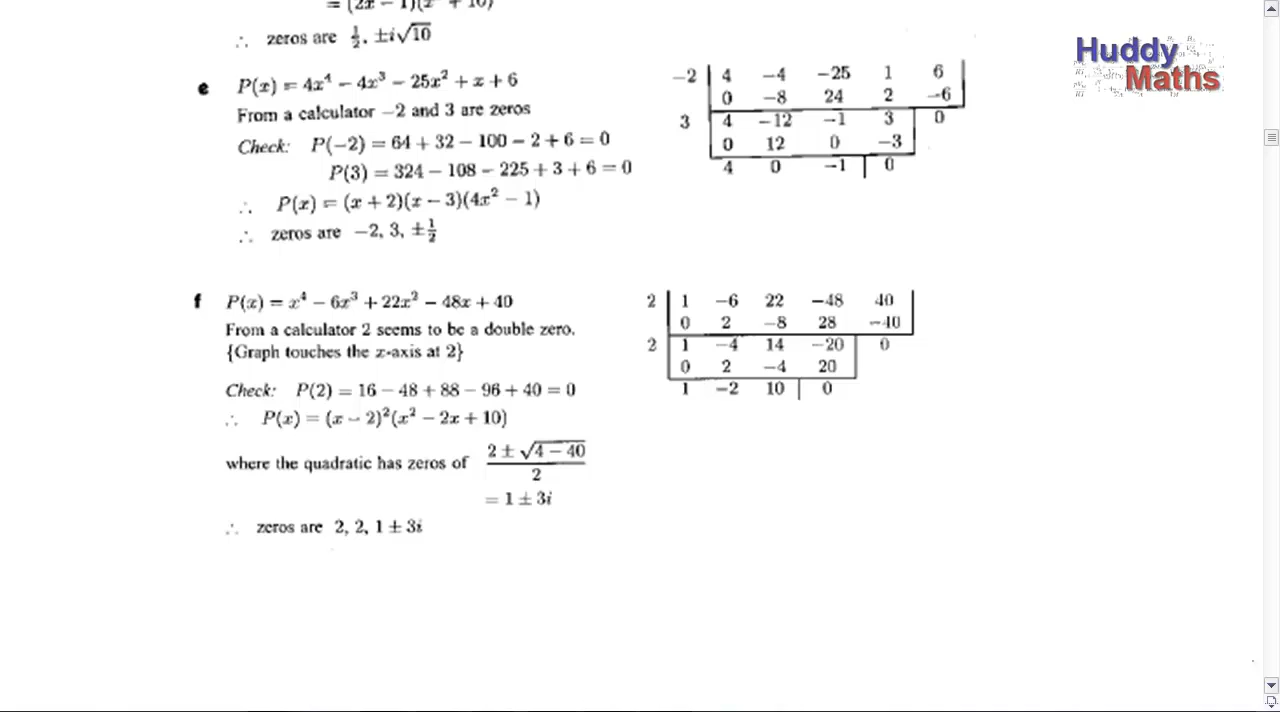 = (2x − 1)(x² + 10)
∴ zeros are ½, ±i√10
Huddy
Maths
e P(x) = 4x⁴ − 4x³ − 25x² + x + 6
From a calculator −2 and 3 are zeros
Check: P(−2) = 64 + 32 − 100 − 2 + 6 = 0
P(3) = 324 − 108 − 225 + 3 + 6 = 0
∴ P(x) = (x + 2)(x − 3)(4x² − 1)
∴ zeros are −2, 3, ±½
−2 4 −4 −25 1 6
0 −8 24 2 −6
3 4 −12 −1 3 0
0 12 0 −3
4 0 −1 0
f P(x) = x⁴ − 6x³ + 22x² − 48x + 40
From a calculator 2 seems to be a double zero.
{Graph touches the x-axis at 2}
Check: P(2) = 16 − 48 + 88 − 96 + 40 = 0
∴ P(x) = (x − 2)²(x² − 2x + 10)
where the quadratic has zeros of 2 ± √4 − 40
2
= 1 ± 3i
∴ zeros are 2, 2, 1 ± 3i
2 1 −6 22 −48 40
0 2 −8 28 −40
2 1 −4 14 −20 0
0 2 −4 20
1 −2 10 0